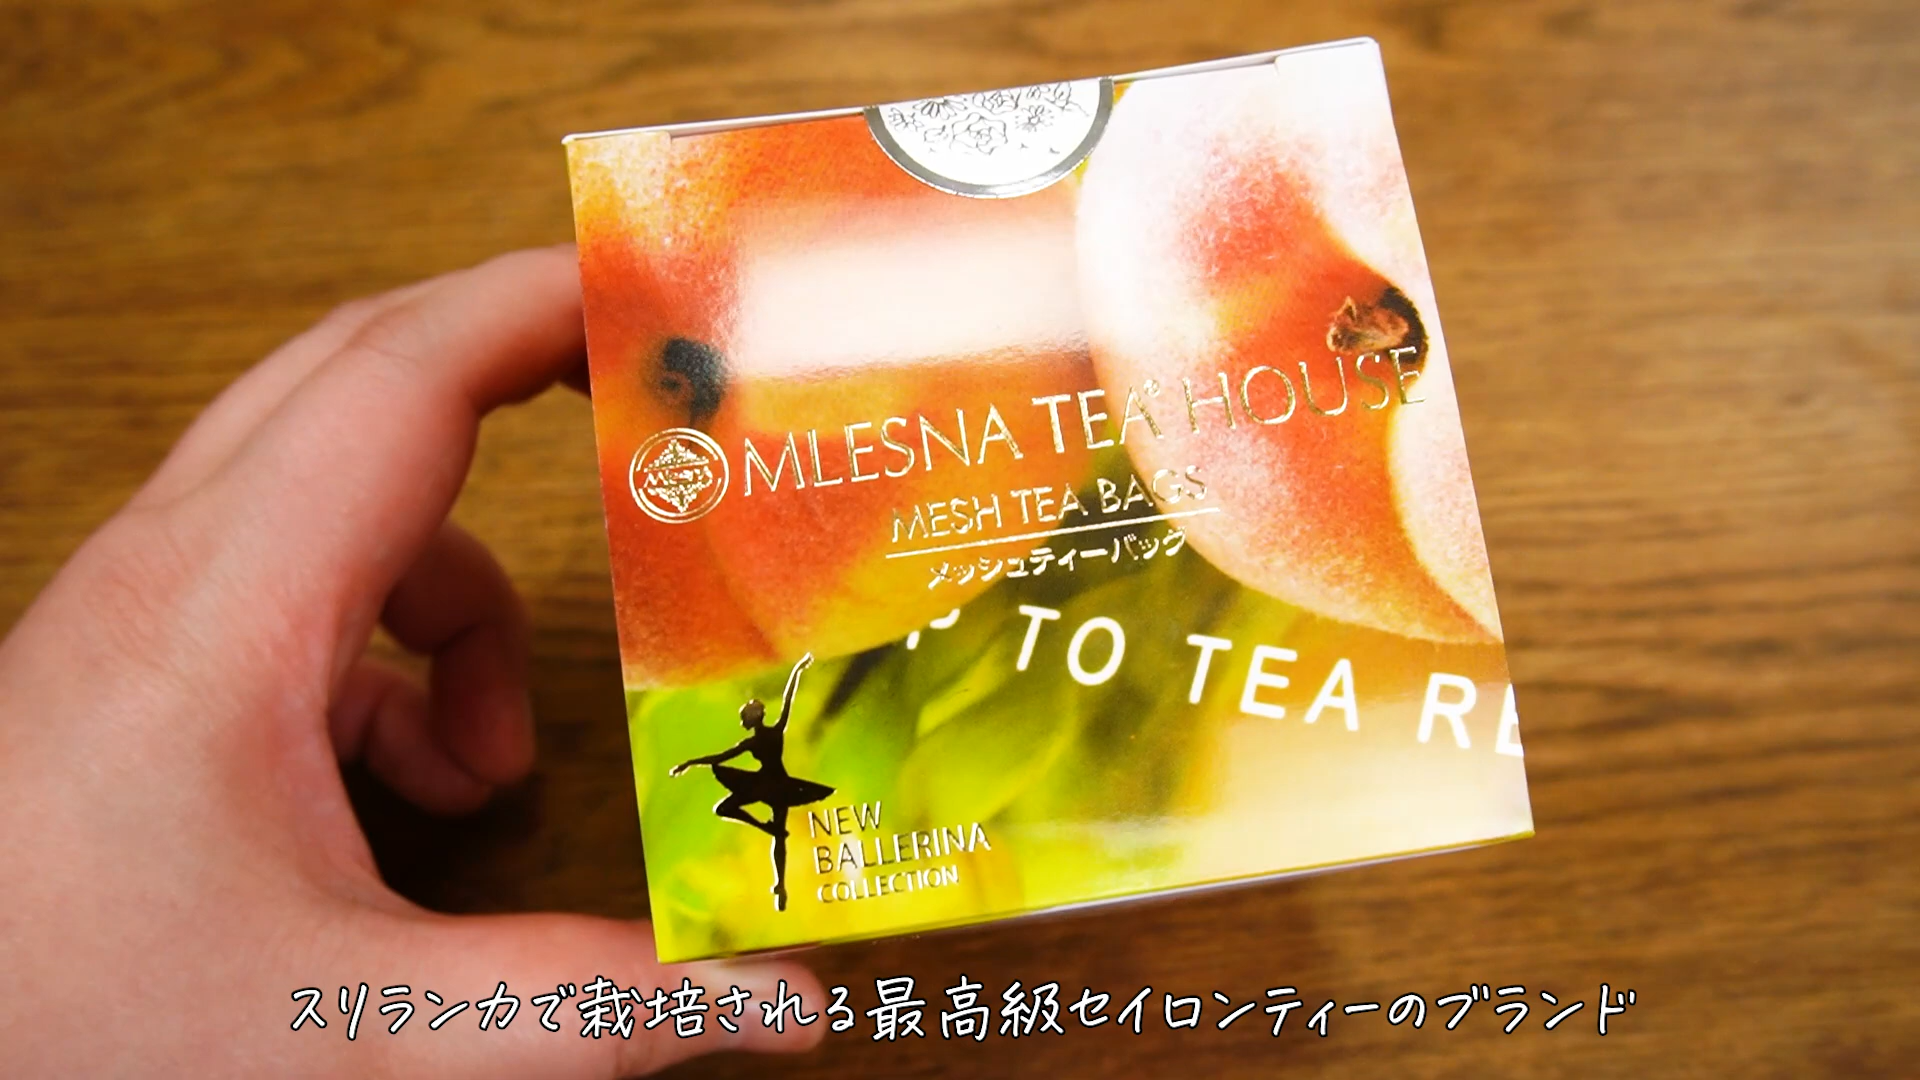 MLESNA TEA® HOUSE
MESH TEA BAGS
メッシュティーバッグ
P TO TEA RE
NEW
BALLERINA
COLLECTION
スリランカで栽培される最高級セイロンティーのブランド